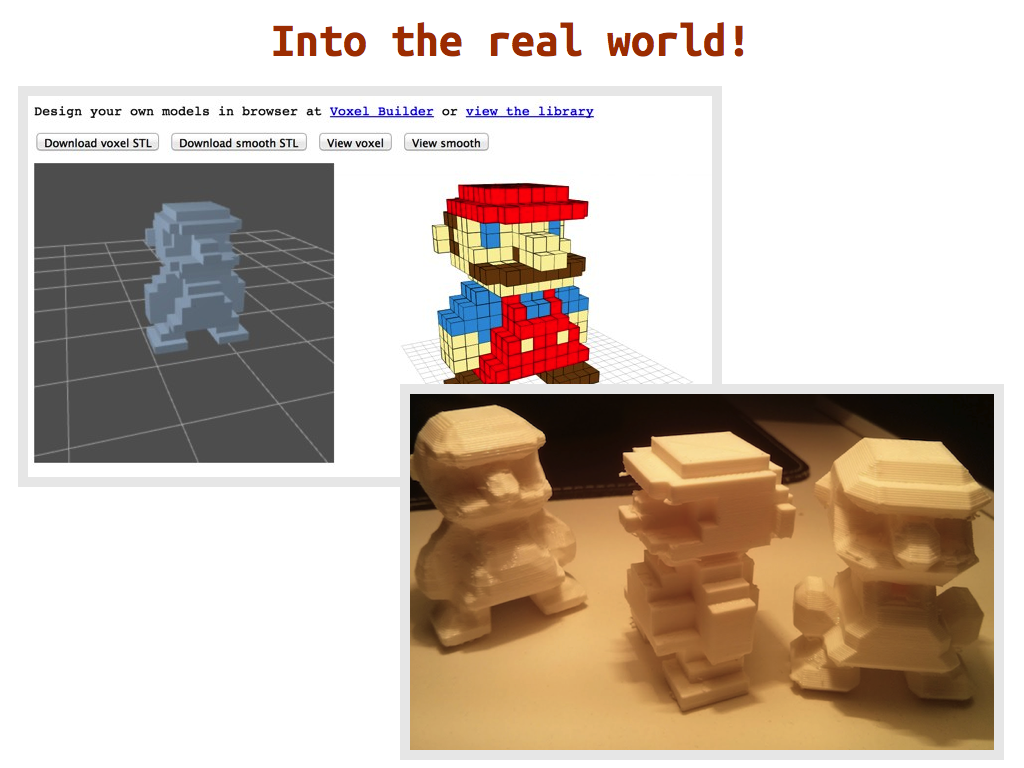 Into the real world!
Design your own models in browser at Voxel Builder or view the library
Download voxel STL Download smooth STL View voxel View smooth